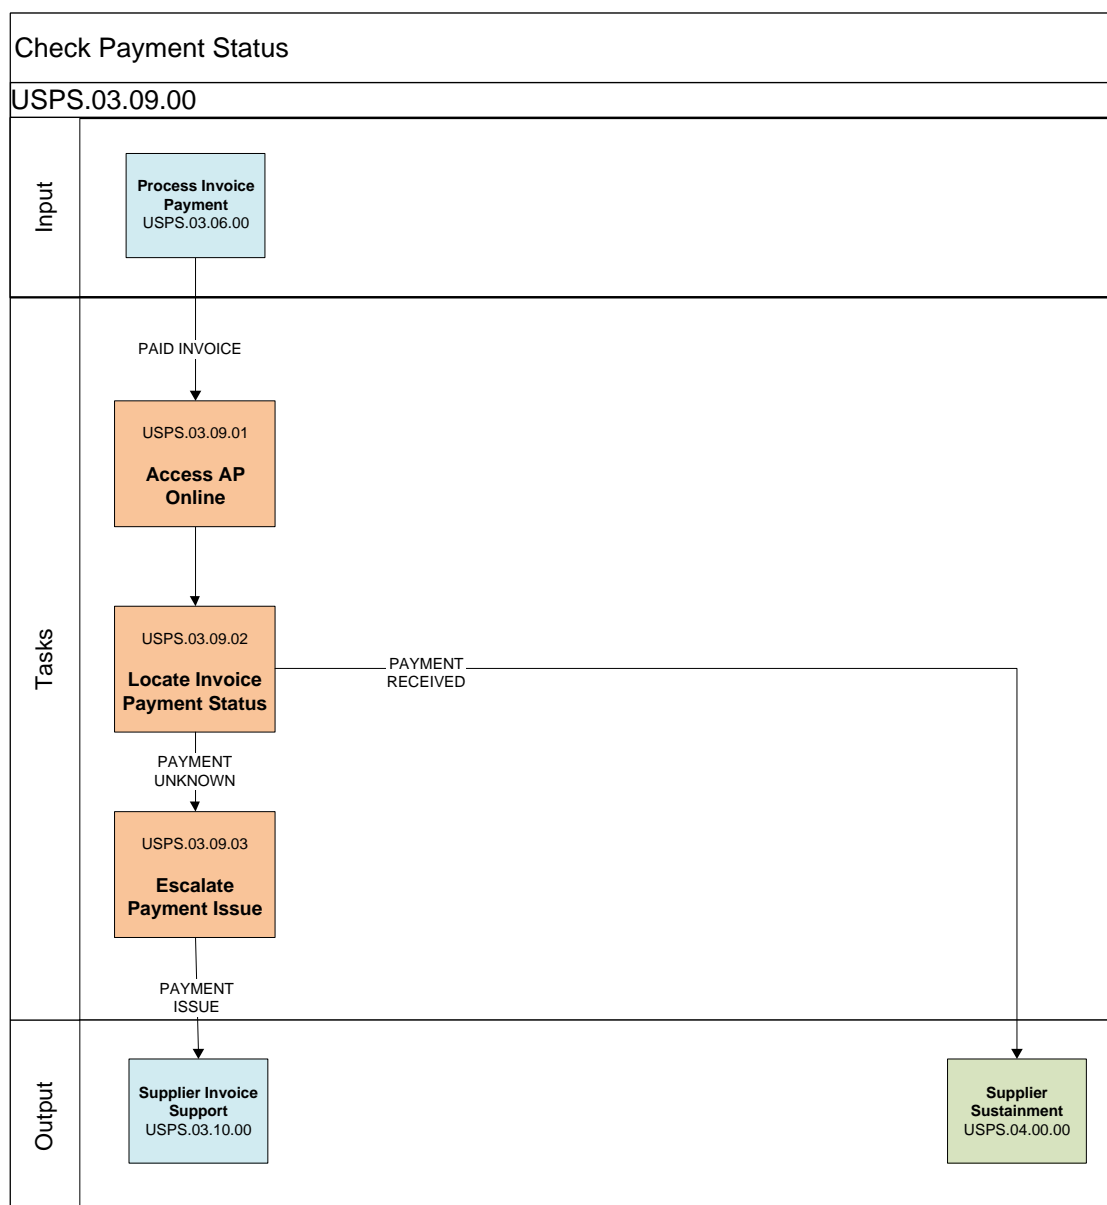 Check Payment Status
USPS.03.09.00
Input
Process Invoice
Payment
USPS.03.06.00
PAID INVOICE
Tasks
USPS.03.09.01
Access AP
Online
USPS.03.09.02
Locate Invoice
Payment Status
PAYMENT
RECEIVED
PAYMENT
UNKNOWN
USPS.03.09.03
Escalate
Payment Issue
PAYMENT
ISSUE
Output
Supplier Invoice
Support
USPS.03.10.00
Supplier
Sustainment
USPS.04.00.00